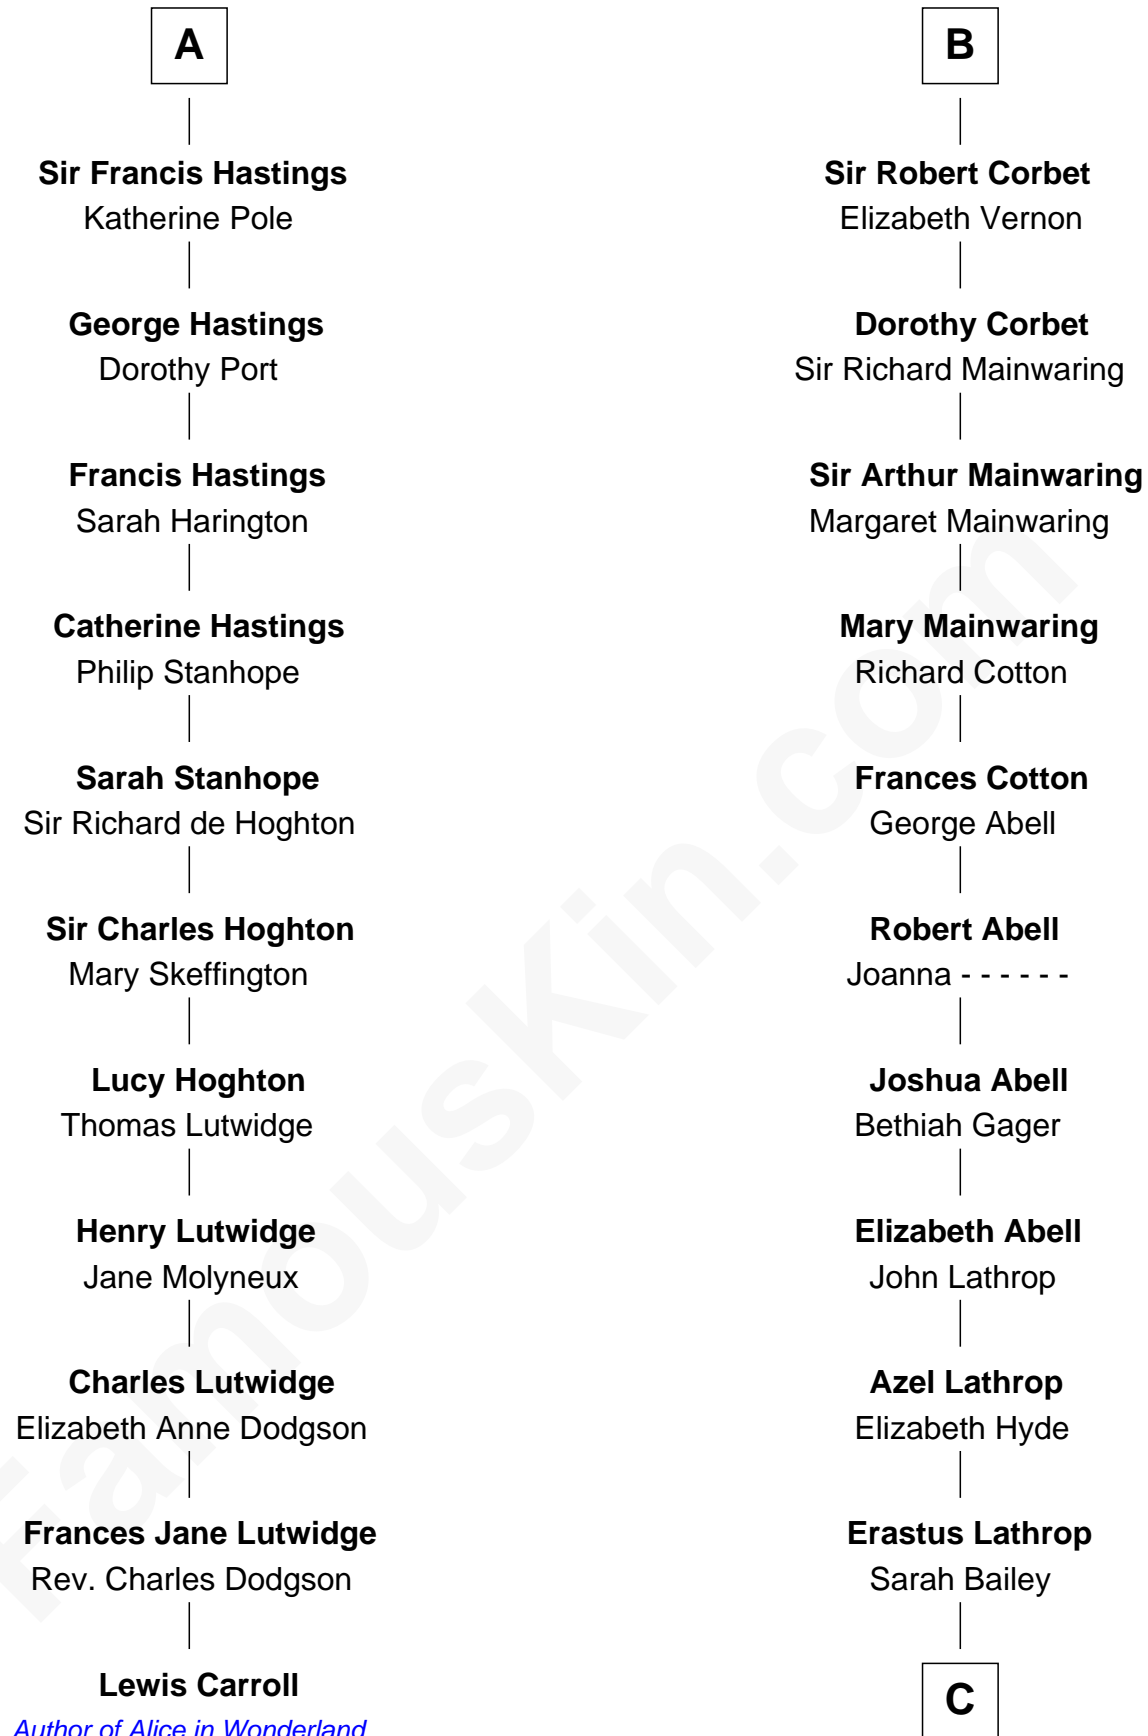 A
Sir Francis Hastings
Katherine Pole
George Hastings
Dorothy Port
Francis Hastings
Sarah Harington
Catherine Hastings
Philip Stanhope
Sarah Stanhope
Sir Richard de Hoghton
Sir Charles Hoghton
Mary Skeffington
Lucy Hoghton
Thomas Lutwidge
Henry Lutwidge
Jane Molyneux
Charles Lutwidge
Elizabeth Anne Dodgson
Frances Jane Lutwidge
Rev. Charles Dodgson
Lewis Carroll
Author of Alice in Wonderland
B
Sir Robert Corbet
Elizabeth Vernon
Dorothy Corbet
Sir Richard Mainwaring
Sir Arthur Mainwaring
Margaret Mainwaring
Mary Mainwaring
Richard Cotton
Frances Cotton
George Abell
Robert Abell
Joanna - - - - - -
Joshua Abell
Bethiah Gager
Elizabeth Abell
John Lathrop
Azel Lathrop
Elizabeth Hyde
Erastus Lathrop
Sarah Bailey
C
FamousKin.com